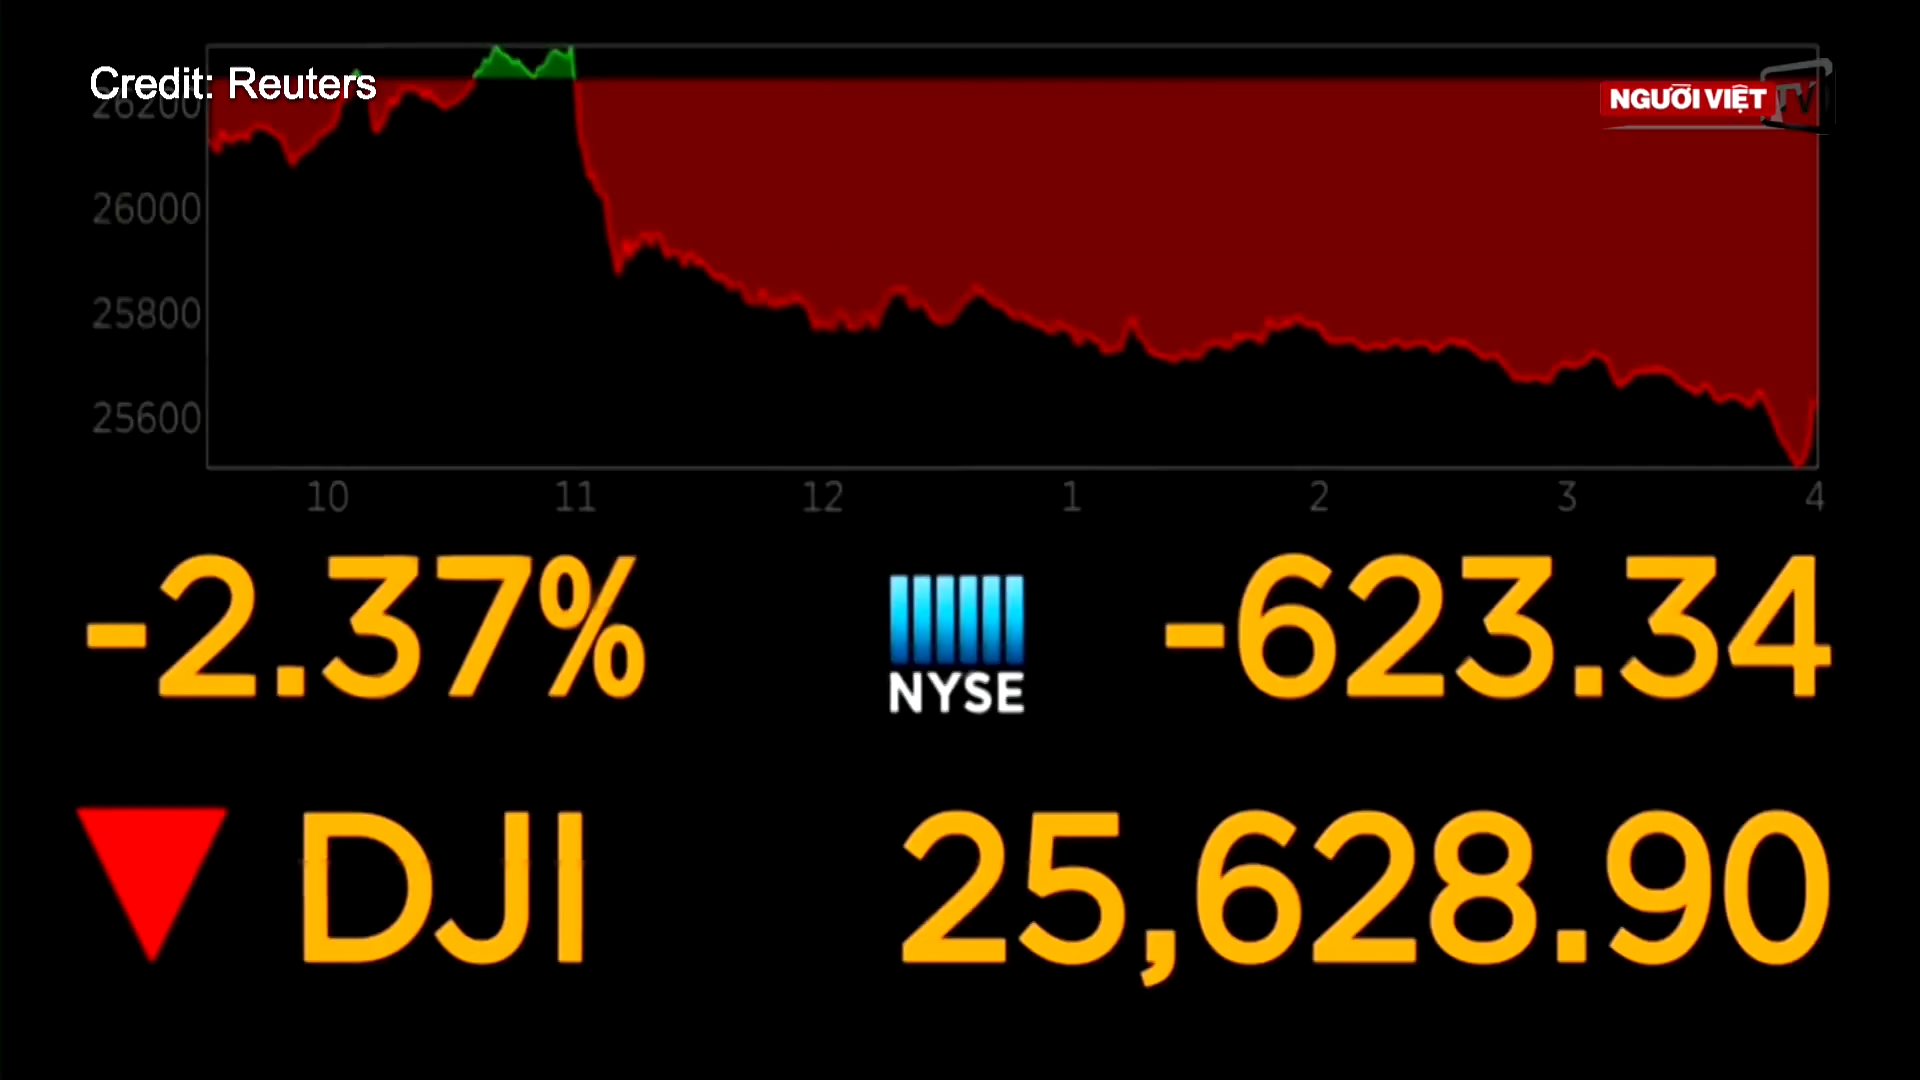 Credit: Reuters
NGƯỜI VIỆT TV
26200
26000
25800
25600
10 11 12 1 2 3 4
-2.37% NYSE -623.34
DJI 25,628.90